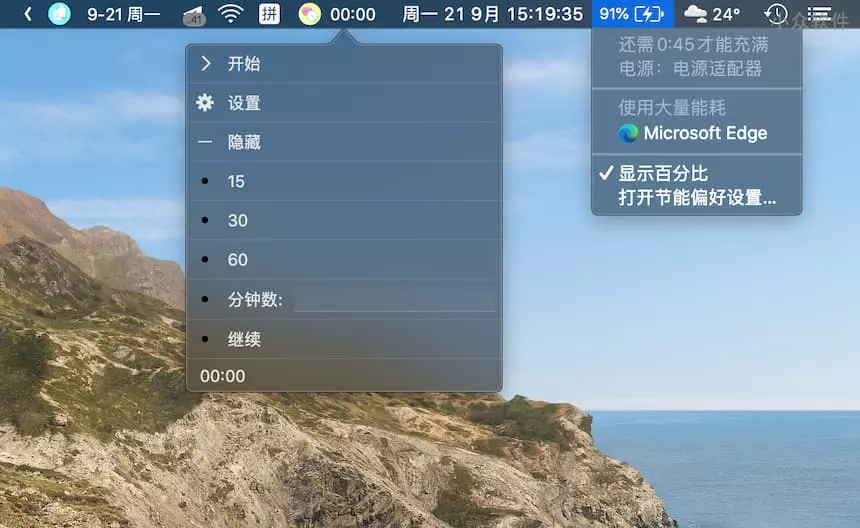 9-21 周一 41 拼 00:00 周一 21 9月 15:19:35 91% 24°
小众软件
开始
设置
隐藏
15
30
60
分钟数:
继续
00:00
还需 0:45才能充满
电源：电源适配器
使用大量能耗
Microsoft Edge
显示百分比
打开节能偏好设置...